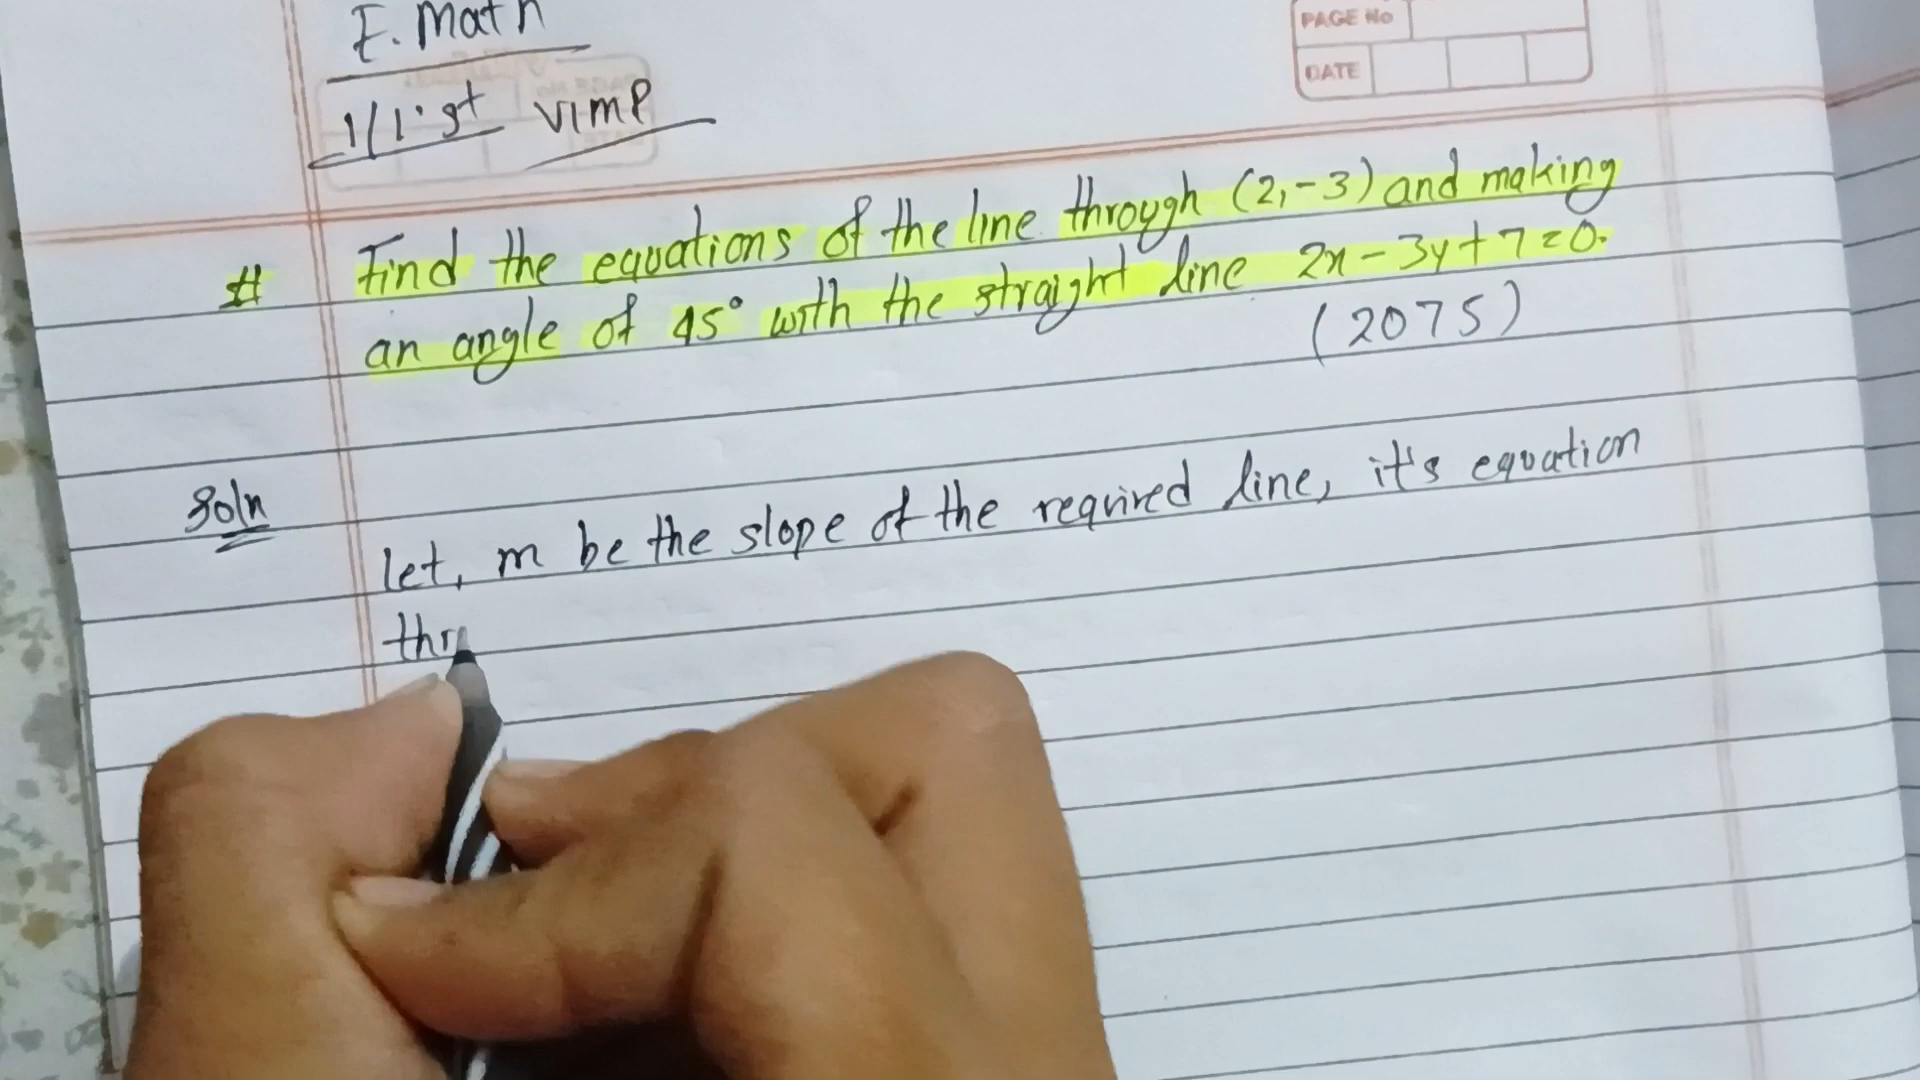 E. Math
1/1st VIMP
PAGE No
DATE
# Find the equations of the line through (2,-3) and making
an angle of 45° with the straight line 2x-3y+7=0.
(2075)
Soln
let, m be the slope of the required line, it's equation
thr